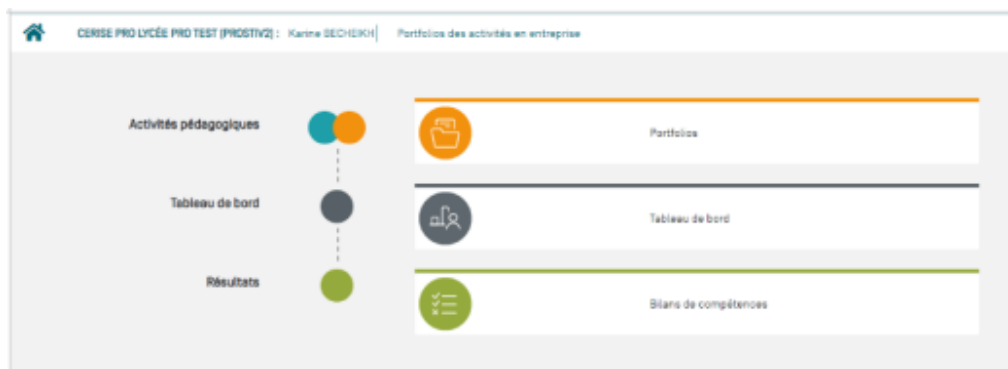 CERISE PRO LYCÉE PRO TEST (PROSTIV2) : Karine BECHEIKH Portfolios des activités en entreprise
Activités pédagogiques
Portfolios
Tableau de bord
Tableau de bord
Résultats
Bilans de compétences